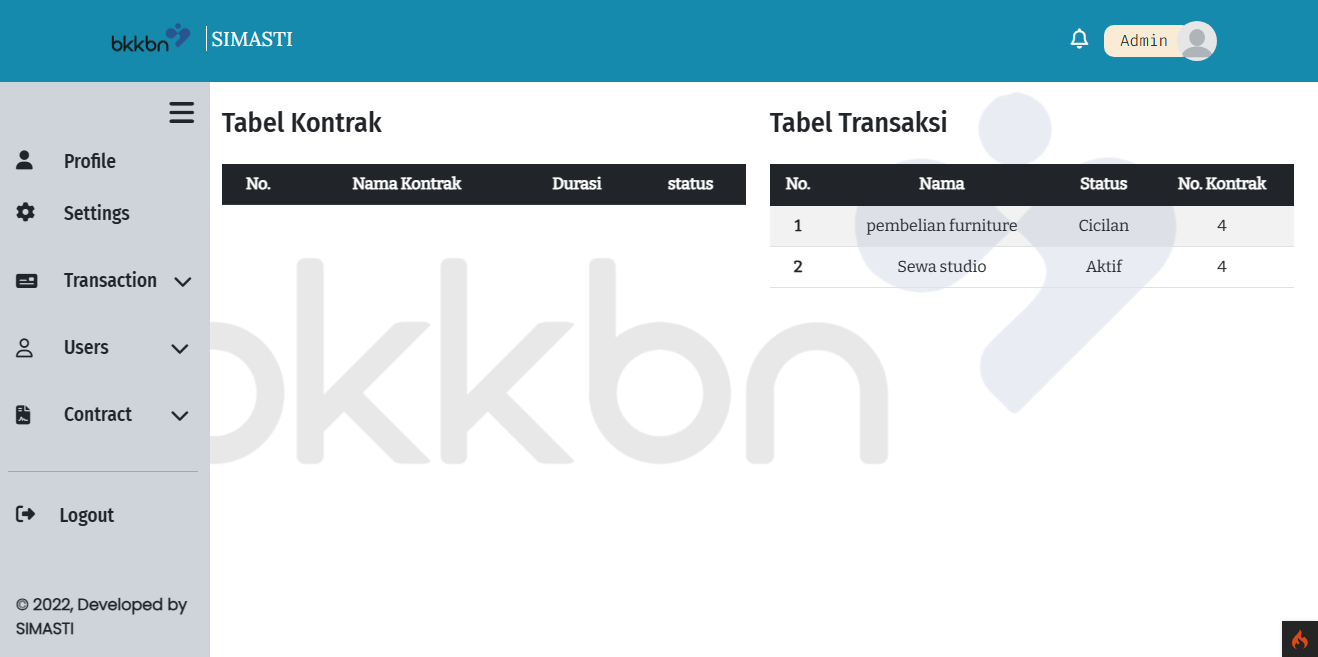 bkkbn SIMASTI
Admin
Profile
Settings
Transaction
Users
Contract
Logout
© 2022, Developed by
SIMASTI
Tabel Kontrak
No. Nama Kontrak Durasi status
Tabel Transaksi
No. Nama Status No. Kontrak
1 pembelian furniture Cicilan 4
2 Sewa studio Aktif 4
bkkbn